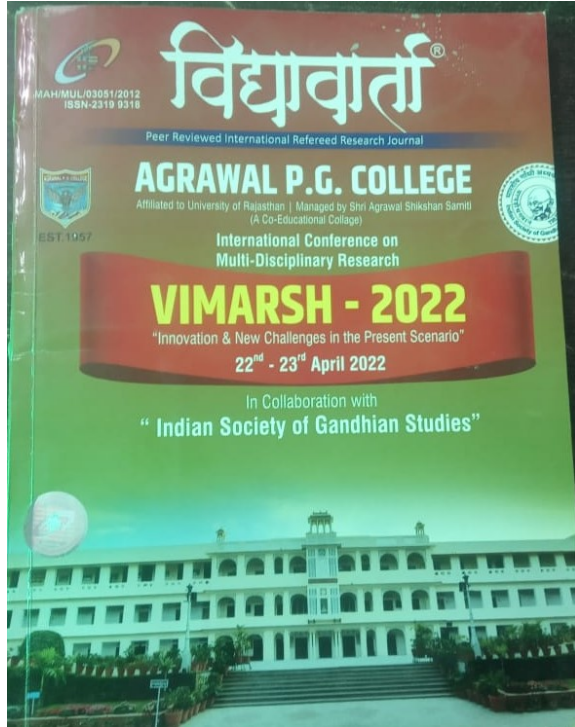 विद्यावार्ता®
MAH/MUL/03051/2012
ISSN-2319 9318
Peer Reviewed International Refereed Research Journal
AGRAWAL P.G. COLLEGE
Affiliated to University of Rajasthan | Managed by Shri Agrawal Shikshan Samiti
(A Co-Educational Collage)
EST.1957
International Conference on
Multi-Disciplinary Research
VIMARSH - 2022
"Innovation & New Challenges in the Present Scenario"
22nd - 23rd April 2022
In Collaboration with
“ Indian Society of Gandhian Studies”